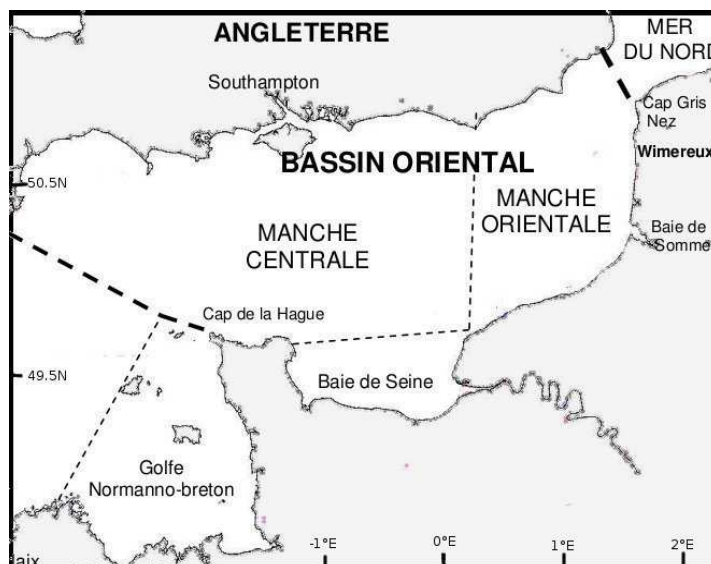 ANGLETERRE
MER
DU NORD
Southampton
Cap Gris
Nez
BASSIN ORIENTAL
Wimereux
50.5N
MANCHE
ORIENTALE
MANCHE
CENTRALE
Baie de
Somme
Cap de la Hague
49.5N
Baie de Seine
Golfe
Normanno-breton
-1°E
0°E
1°E
2°E